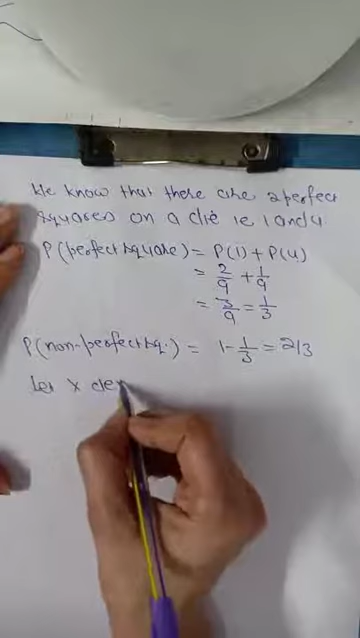 We know that there are 2 perfect
squares on a die ie 1 and 4
P(perfect square) = P(1) + P(4)
= 2/9 + 1/9
= 3/9 = 1/3
P(non-perfect sq.) = 1 - 1/3 = 2/3
Let X de